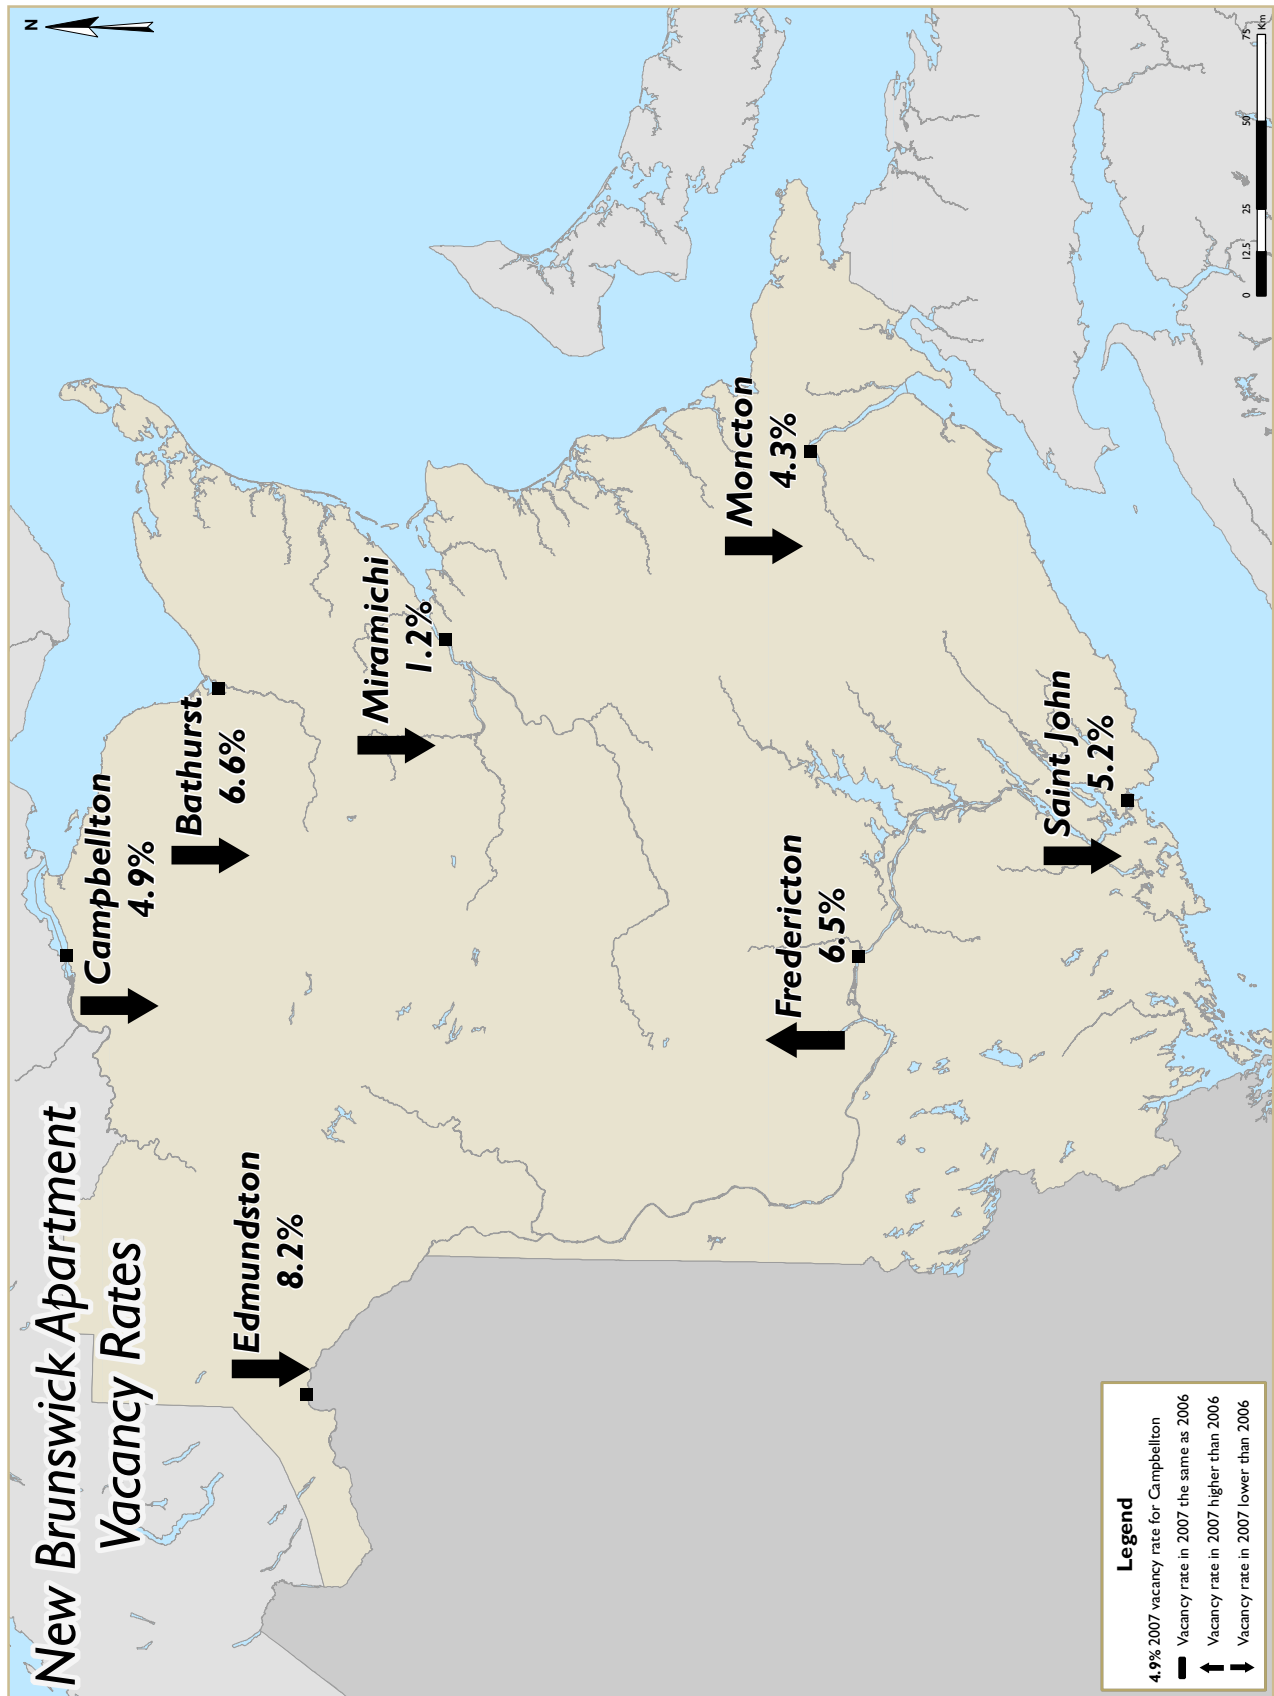 New Brunswick Apartment
Vacancy Rates
N
Campbellton
4.9%
Bathurst
6.6%
Edmundston
8.2%
Miramichi
1.2%
Moncton
4.3%
Fredericton
6.5%
Saint John
5.2%
Legend
4.9% 2007 vacancy rate for Campbellton
Vacancy rate in 2007 the same as 2006
Vacancy rate in 2007 higher than 2006
Vacancy rate in 2007 lower than 2006
0 12.5 25 50 75
Km